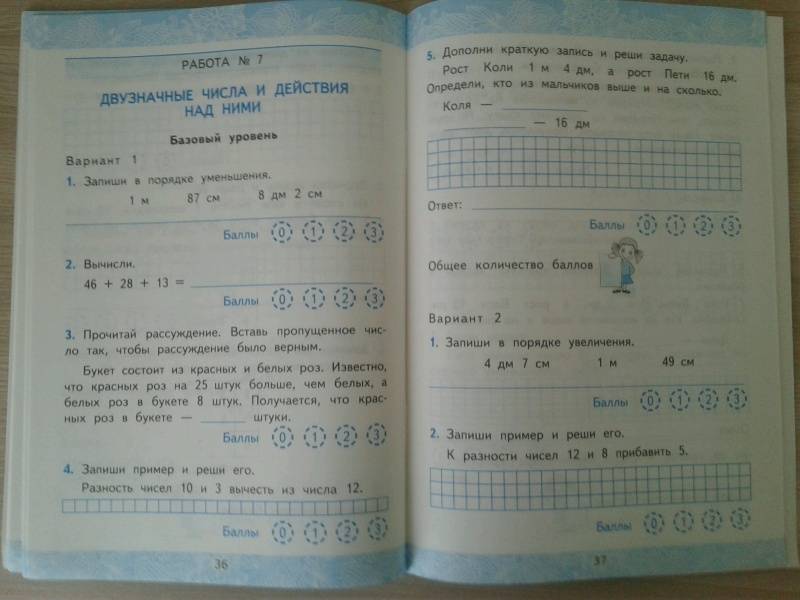 РАБОТА № 7
ДВУЗНАЧНЫЕ ЧИСЛА И ДЕЙСТВИЯ
НАД НИМИ
Базовый уровень
Вариант 1
1. Запиши в порядке уменьшения.
1 м 87 см 8 дм 2 см
Баллы 0 1 2 3
2. Вычисли.
46 + 28 + 13 =
Баллы 0 1 2 3
3. Прочитай рассуждение. Вставь пропущенное чис-
ло так, чтобы рассуждение было верным.
Букет состоит из красных и белых роз. Известно,
что красных роз на 25 штук больше, чем белых, а
белых роз в букете 8 штук. Получается, что крас-
ных роз в букете — ______ штуки.
Баллы 0 1 2 3
4. Запиши пример и реши его.
Разность чисел 10 и 3 вычесть из числа 12.
Баллы 0 1 2 3
36
5. Дополни краткую запись и реши задачу.
Рост Коли 1 м 4 дм, а рост Пети 16 дм.
Определи, кто из мальчиков выше и на сколько.
Коля — ____________
____________ — 16 дм
Ответ:
Баллы 0 1 2 3
Общее количество баллов
Вариант 2
1. Запиши в порядке увеличения.
4 дм 7 см 1 м 49 см
Баллы 0 1 2 3
2. Запиши пример и реши его.
К разности чисел 12 и 8 прибавить 5.
Баллы 0 1 2 3
37